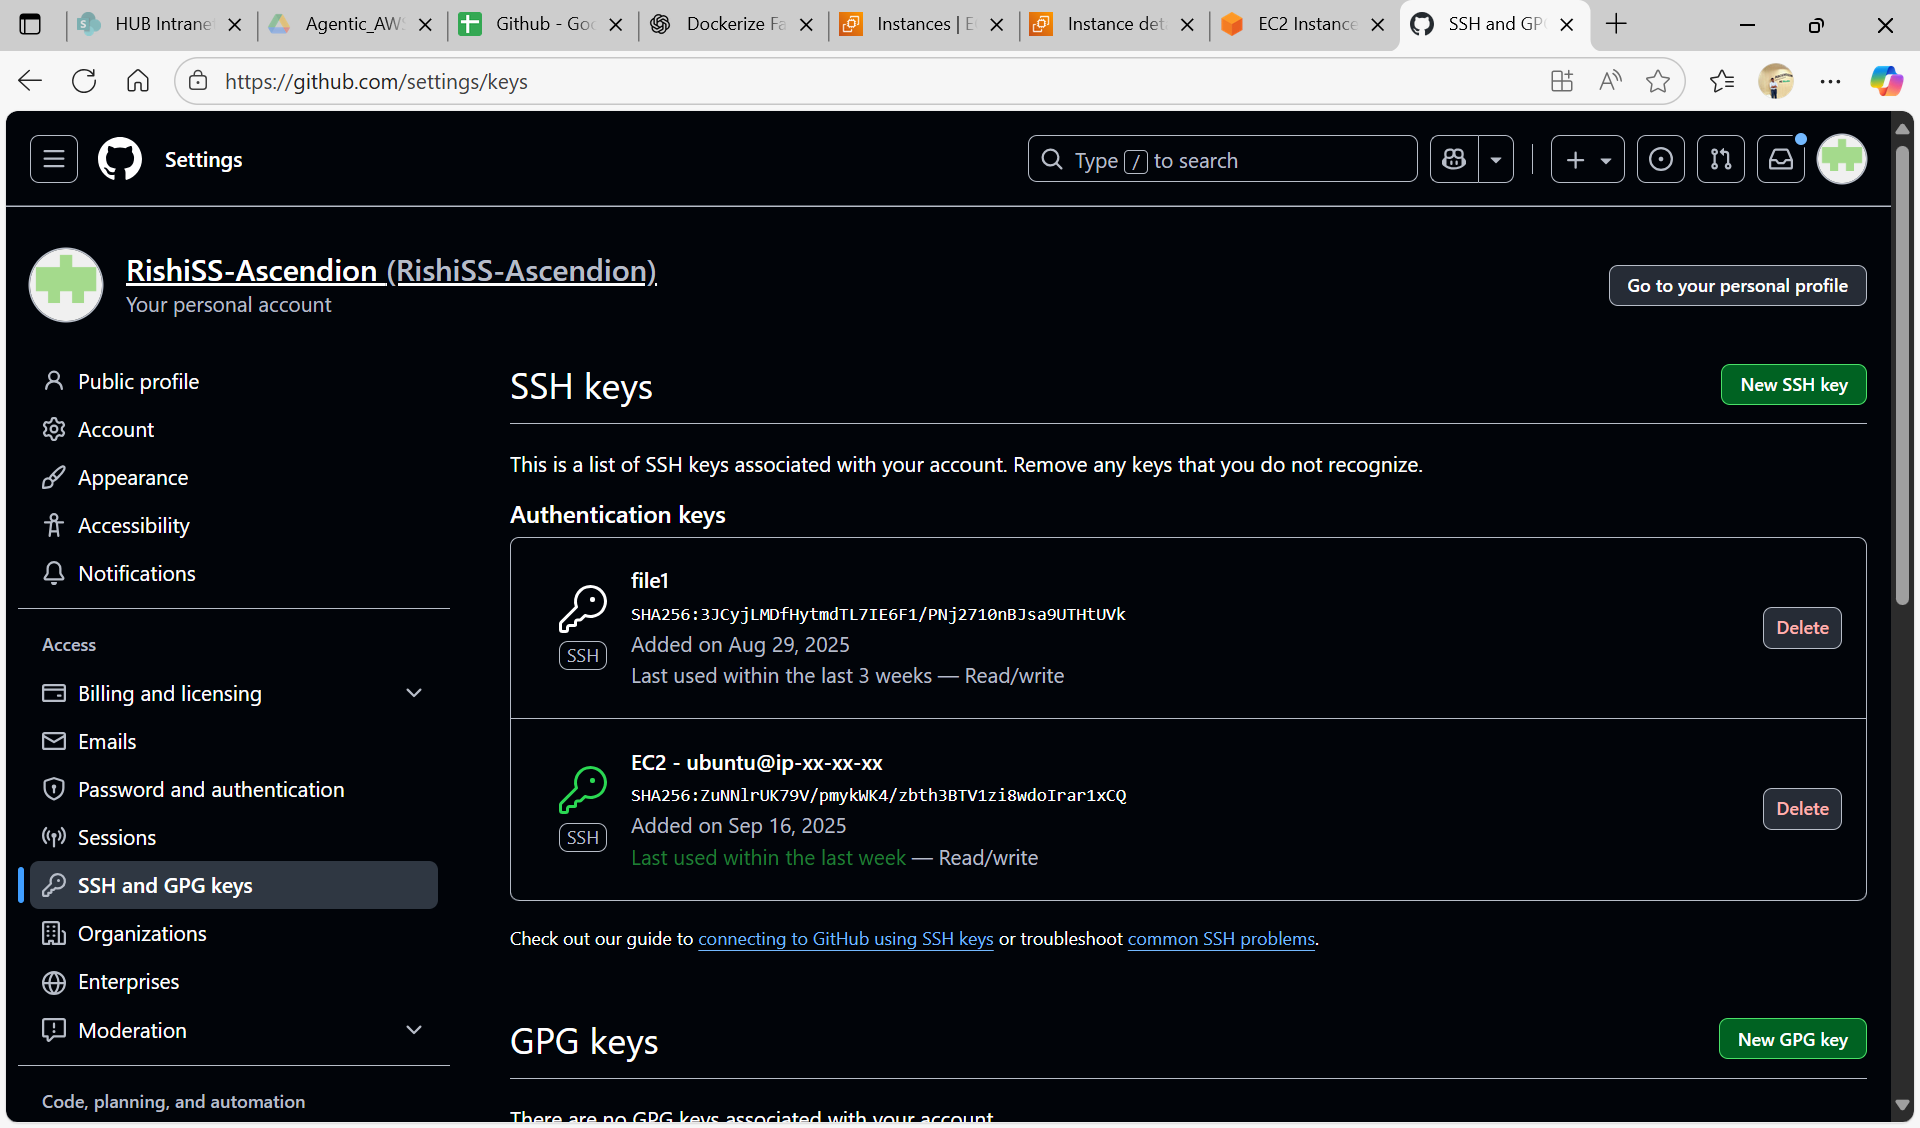 HUB Intrane
Agentic_AW
Github - Goo
Dockerize Fa
Instances | E
Instance det
EC2 Instance
SSH and GP
https://github.com/settings/keys
Settings
Type / to search
RishiSS-Ascendion (RishiSS-Ascendion)
Your personal account
Go to your personal profile
Public profile
Account
Appearance
Accessibility
Notifications
Access
Billing and licensing
Emails
Password and authentication
Sessions
SSH and GPG keys
Organizations
Enterprises
Moderation
Code, planning, and automation
SSH keys
New SSH key
This is a list of SSH keys associated with your account. Remove any keys that you do not recognize.
Authentication keys
file1
SHA256:3JCyjLMDfHytmdTL7IE6F1/PNj2710nBJsa9UTHtUVk
Added on Aug 29, 2025
Last used within the last 3 weeks — Read/write
SSH
Delete
EC2 - ubuntu@ip-xx-xx-xx
SHA256:ZuNNlrUK79V/pmykWK4/zbth3BTV1zi8wdoIrar1xCQ
Added on Sep 16, 2025
Last used within the last week — Read/write
SSH
Delete
Check out our guide to connecting to GitHub using SSH keys or troubleshoot common SSH problems.
GPG keys
New GPG key
There are no GPG keys associated with your account.